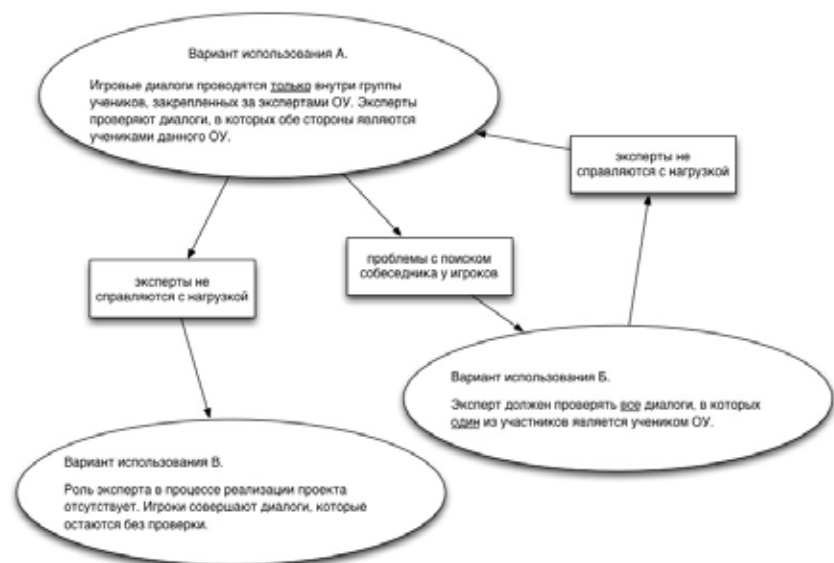 Вариант использования А.
Игровые диалоги проводятся только внутри группы
учеников, закрепленных за экспертами ОУ. Эксперты
проверяют диалоги, в которых обе стороны являются
учениками данного ОУ.
эксперты не
справляются с нагрузкой
проблемы с поиском
собеседника у игроков
эксперты не
справляются с нагрузкой
Вариант использования Б.
Эксперт должен проверять все диалоги, в которых
один из участников является учеником ОУ.
Вариант использования В.
Роль эксперта в процессе реализации проекта
отсутствует. Игроки совершают диалоги, которые
остаются без проверки.